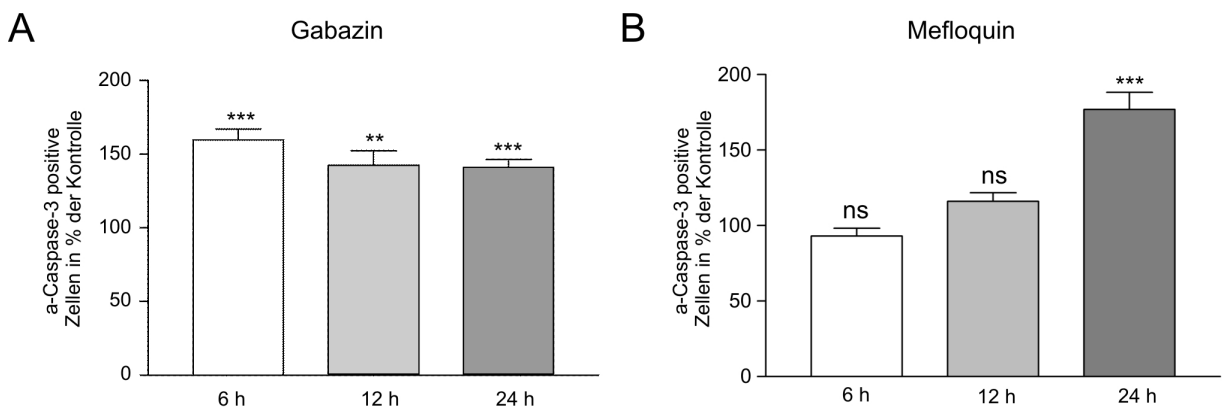 A
Gabazin
a-Caspase-3 positive
Zellen in % der Kontrolle
200
150
100
50
0
***
**
***
6 h
12 h
24 h
B
Mefloquin
a-Caspase-3 positive
Zellen in % der Kontrolle
200
150
100
50
0
ns
ns
***
6 h
12 h
24 h